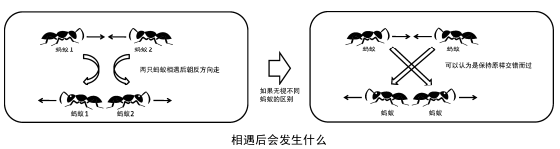 蚂蚁 1
蚂蚁 2
两只蚂蚁相遇后朝反方向走
蚂蚁1
蚂蚁2
如果无视不同
蚂蚁的区别
蚂蚁
蚂蚁
可以认为是保持原样交错而过
蚂蚁
蚂蚁
相遇后会发生什么